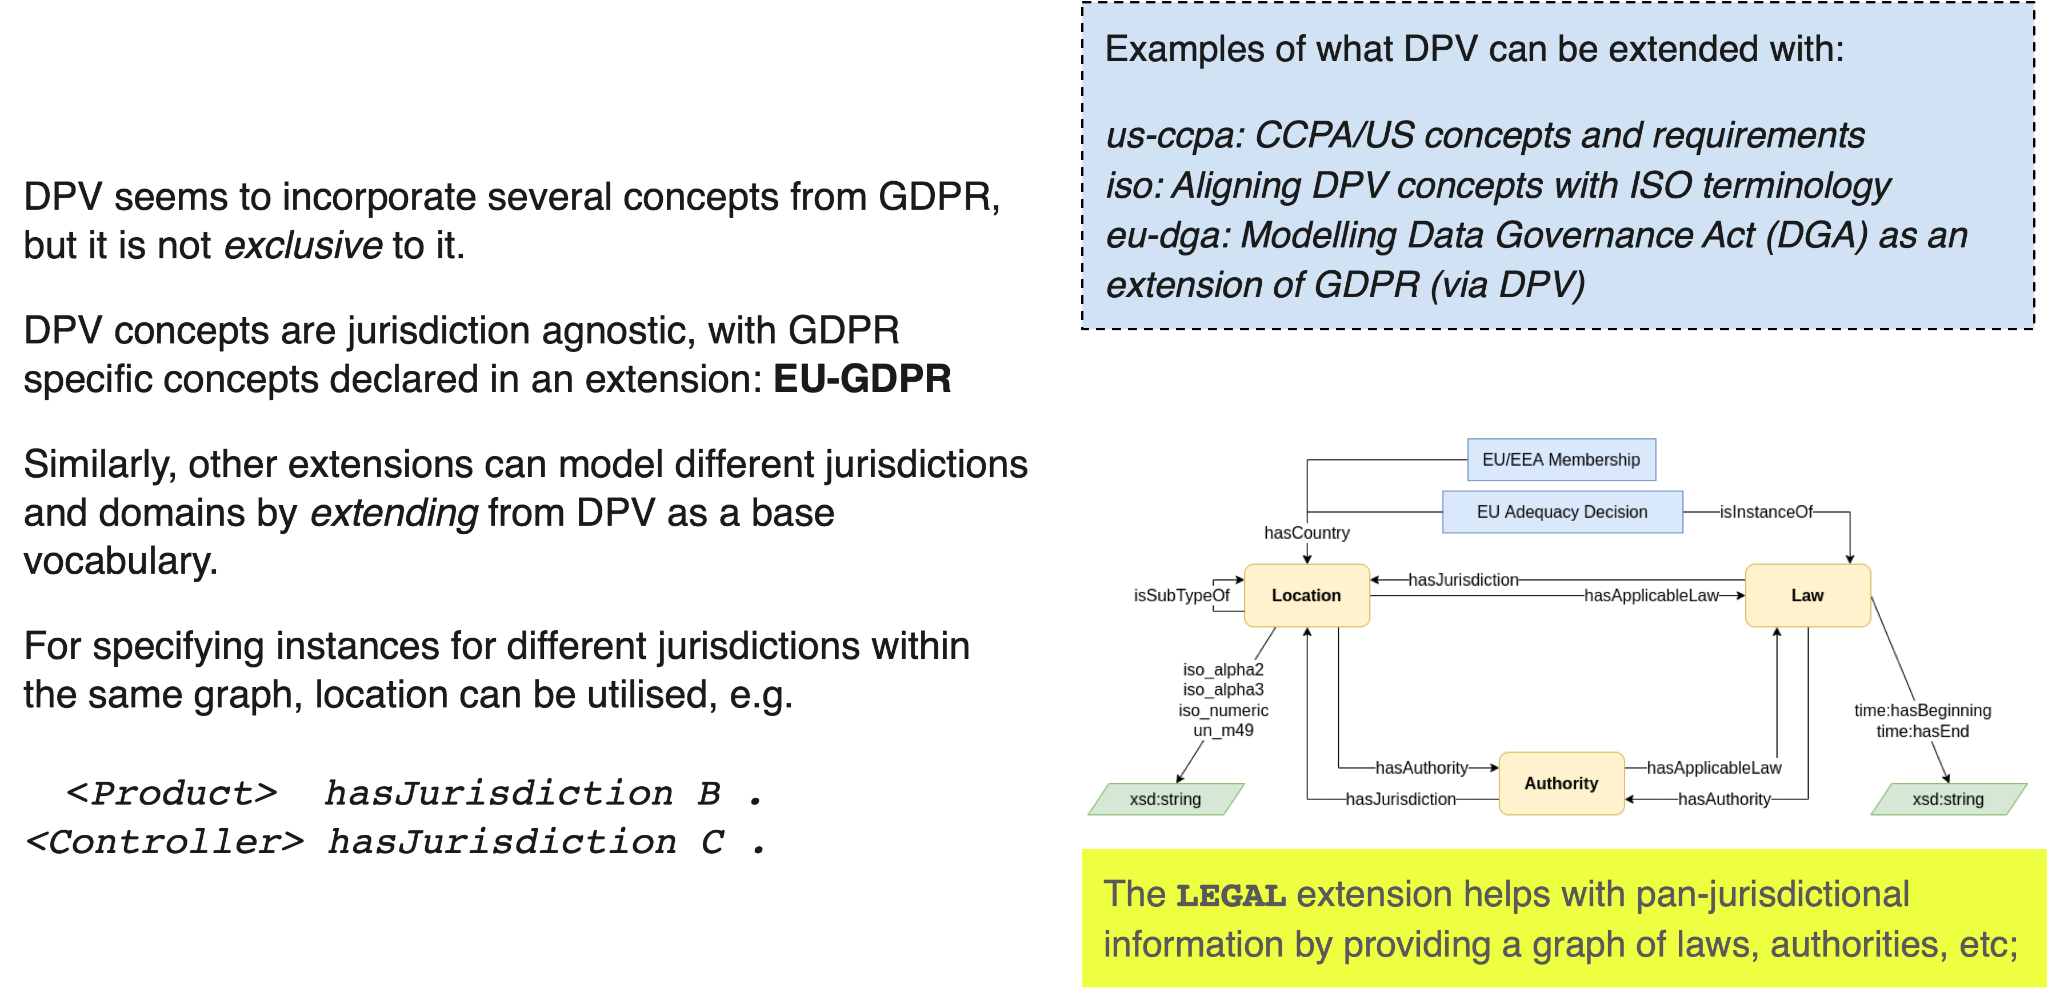 DPV seems to incorporate several concepts from GDPR,
but it is not exclusive to it.
DPV concepts are jurisdiction agnostic, with GDPR
specific concepts declared in an extension: EU-GDPR
Similarly, other extensions can model different jurisdictions
and domains by extending from DPV as a base
vocabulary.
For specifying instances for different jurisdictions within
the same graph, location can be utilised, e.g.
<Product> hasJurisdiction B .
<Controller> hasJurisdiction C .
Examples of what DPV can be extended with:
us-ccpa: CCPA/US concepts and requirements
iso: Aligning DPV concepts with ISO terminology
eu-dga: Modelling Data Governance Act (DGA) as an
extension of GDPR (via DPV)
EU/EEA Membership
EU Adequacy Decision
isInstanceOf
hasCountry
isSubTypeOf
Location
hasJurisdiction
hasApplicableLaw
Law
iso_alpha2
iso_alpha3
iso_numeric
un_m49
time:hasBeginning
time:hasEnd
hasAuthority
hasJurisdiction
Authority
hasApplicableLaw
hasAuthority
xsd:string
xsd:string
The LEGAL extension helps with pan-jurisdictional
information by providing a graph of laws, authorities, etc;